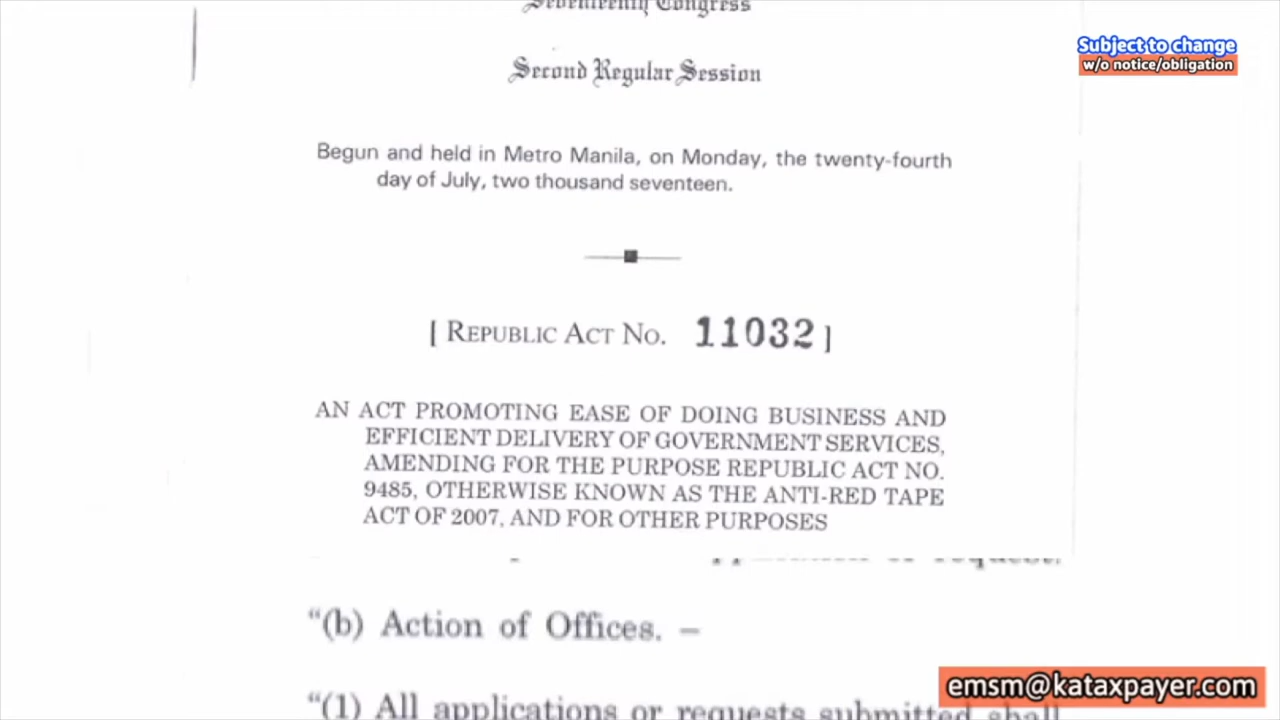 Seventeenth Congress
Subject to change
w/o notice/obligation
Second Regular Session
Begun and held in Metro Manila, on Monday, the twenty-fourth
day of July, two thousand seventeen.
[ REPUBLIC ACT NO. 11032 ]
AN ACT PROMOTING EASE OF DOING BUSINESS AND
EFFICIENT DELIVERY OF GOVERNMENT SERVICES,
AMENDING FOR THE PURPOSE REPUBLIC ACT NO.
9485, OTHERWISE KNOWN AS THE ANTI-RED TAPE
ACT OF 2007, AND FOR OTHER PURPOSES
request.
"(b) Action of Offices. –
emsm@kataxpayer.com
"(1) All applications or requests submitted shall